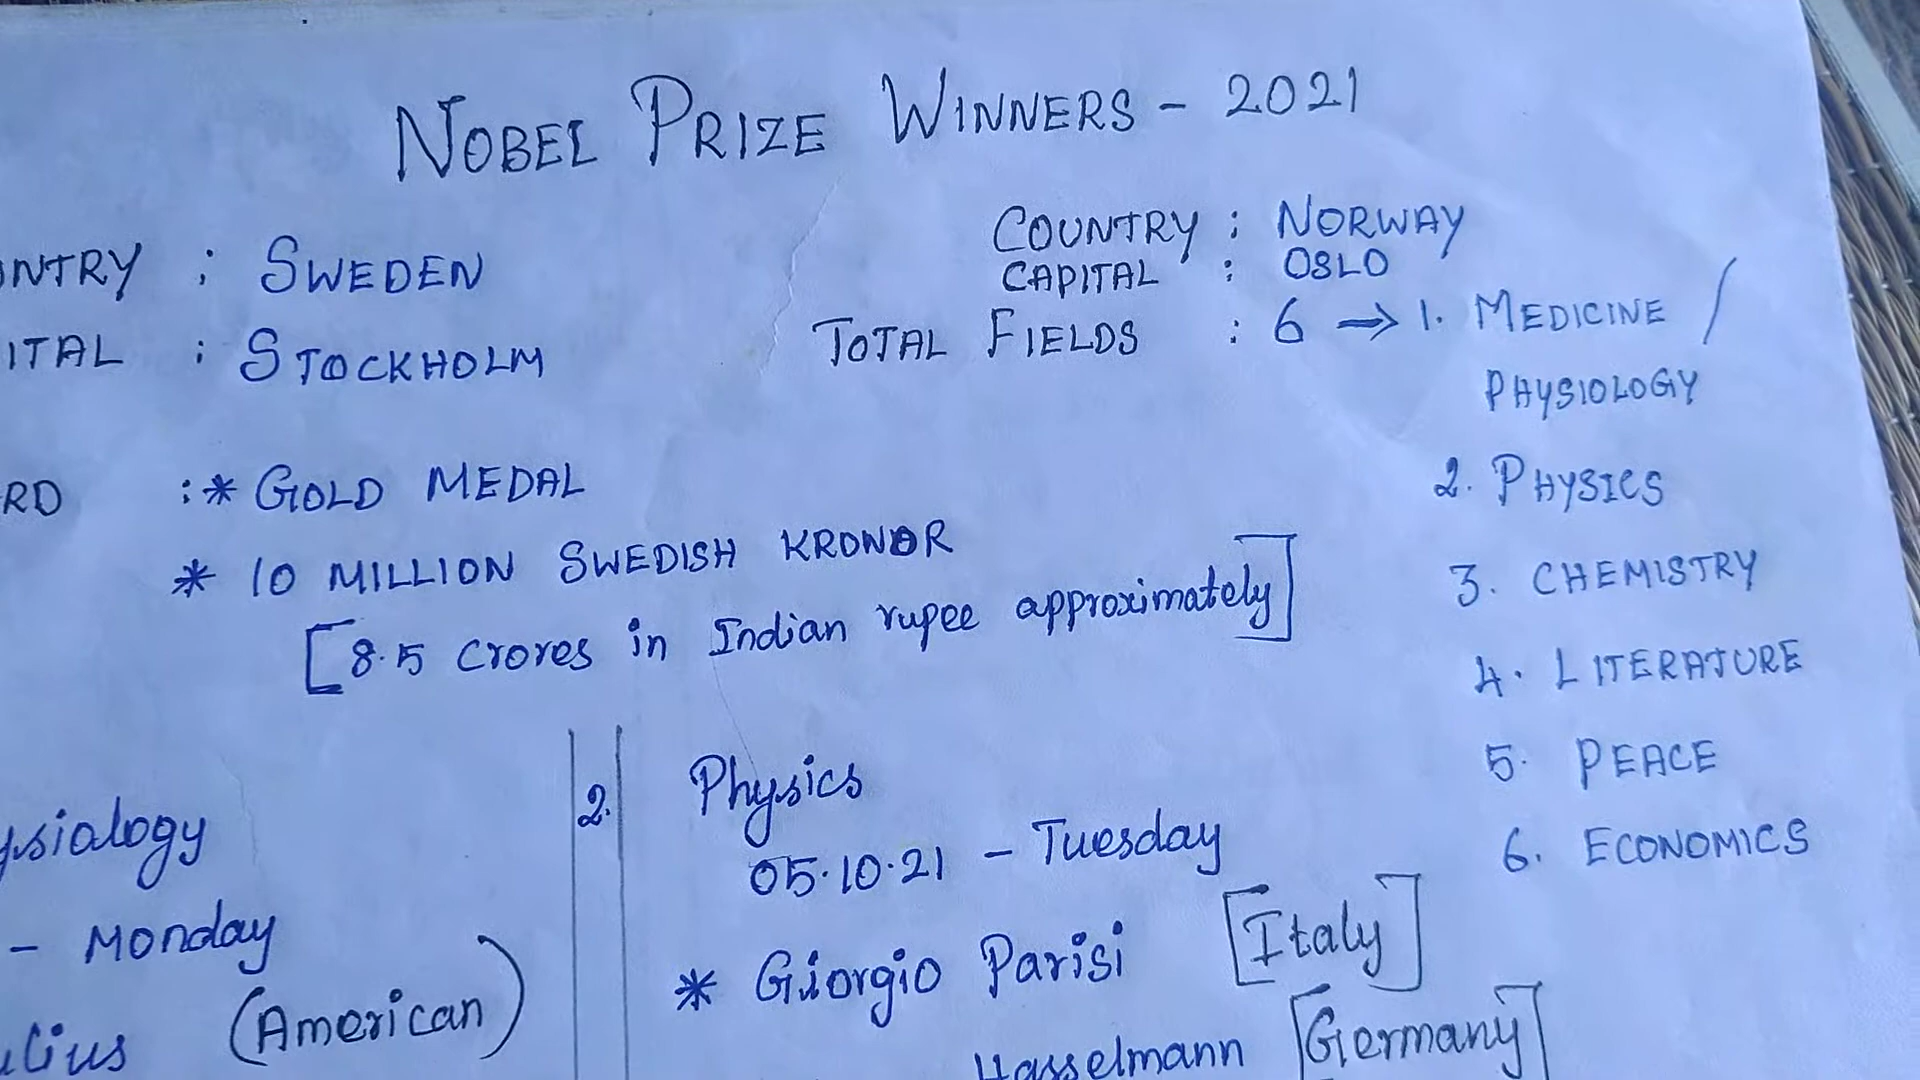 NOBEL PRIZE WINNERS - 2021
COUNTRY : NORWAY
CAPITAL : OSLO
NTRY : SWEDEN
ITAL : STOCKHOLM
TOTAL FIELDS : 6 → 1. MEDICINE /
PHYSIOLOGY
2. PHYSICS
3. CHEMISTRY
4. LITERATURE
5. PEACE
6. ECONOMICS
RD :* GOLD MEDAL
* 10 MILLION SWEDISH KRONOR
[8.5 Crores in Indian rupee approximately]
ysiology
- Monday
(American)
lius
2. Physics
05.10.21 - Tuesday
* Giorgio Parisi [Italy]
Hasselmann [Germany]